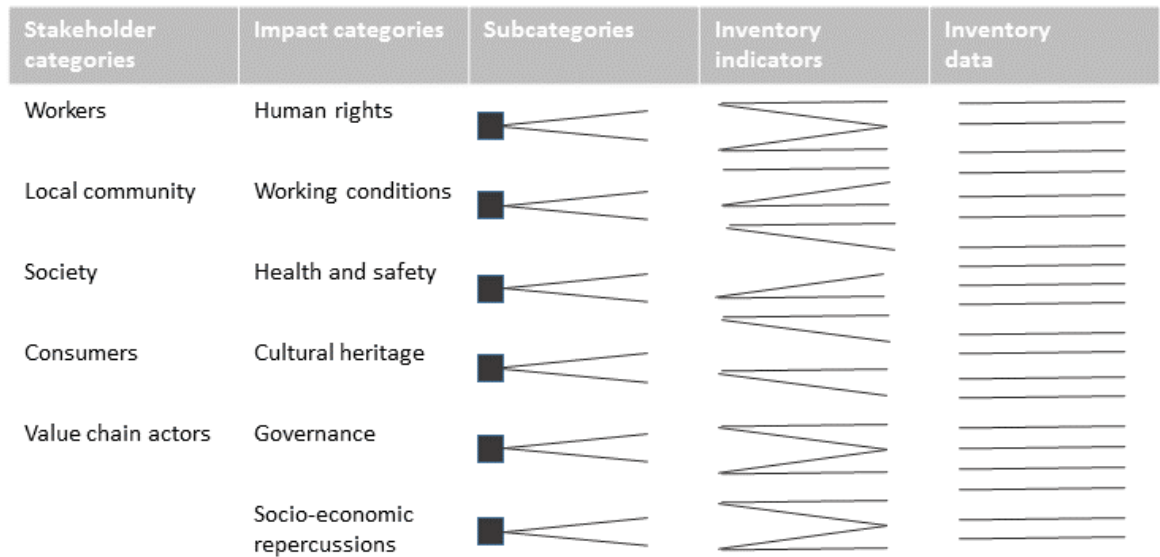 Stakeholder
categories
Impact categories
Subcategories
Inventory
indicators
Inventory
data
Workers
Human rights
Local community
Working conditions
Society
Health and safety
Consumers
Cultural heritage
Value chain actors
Governance
Socio-economic
repercussions